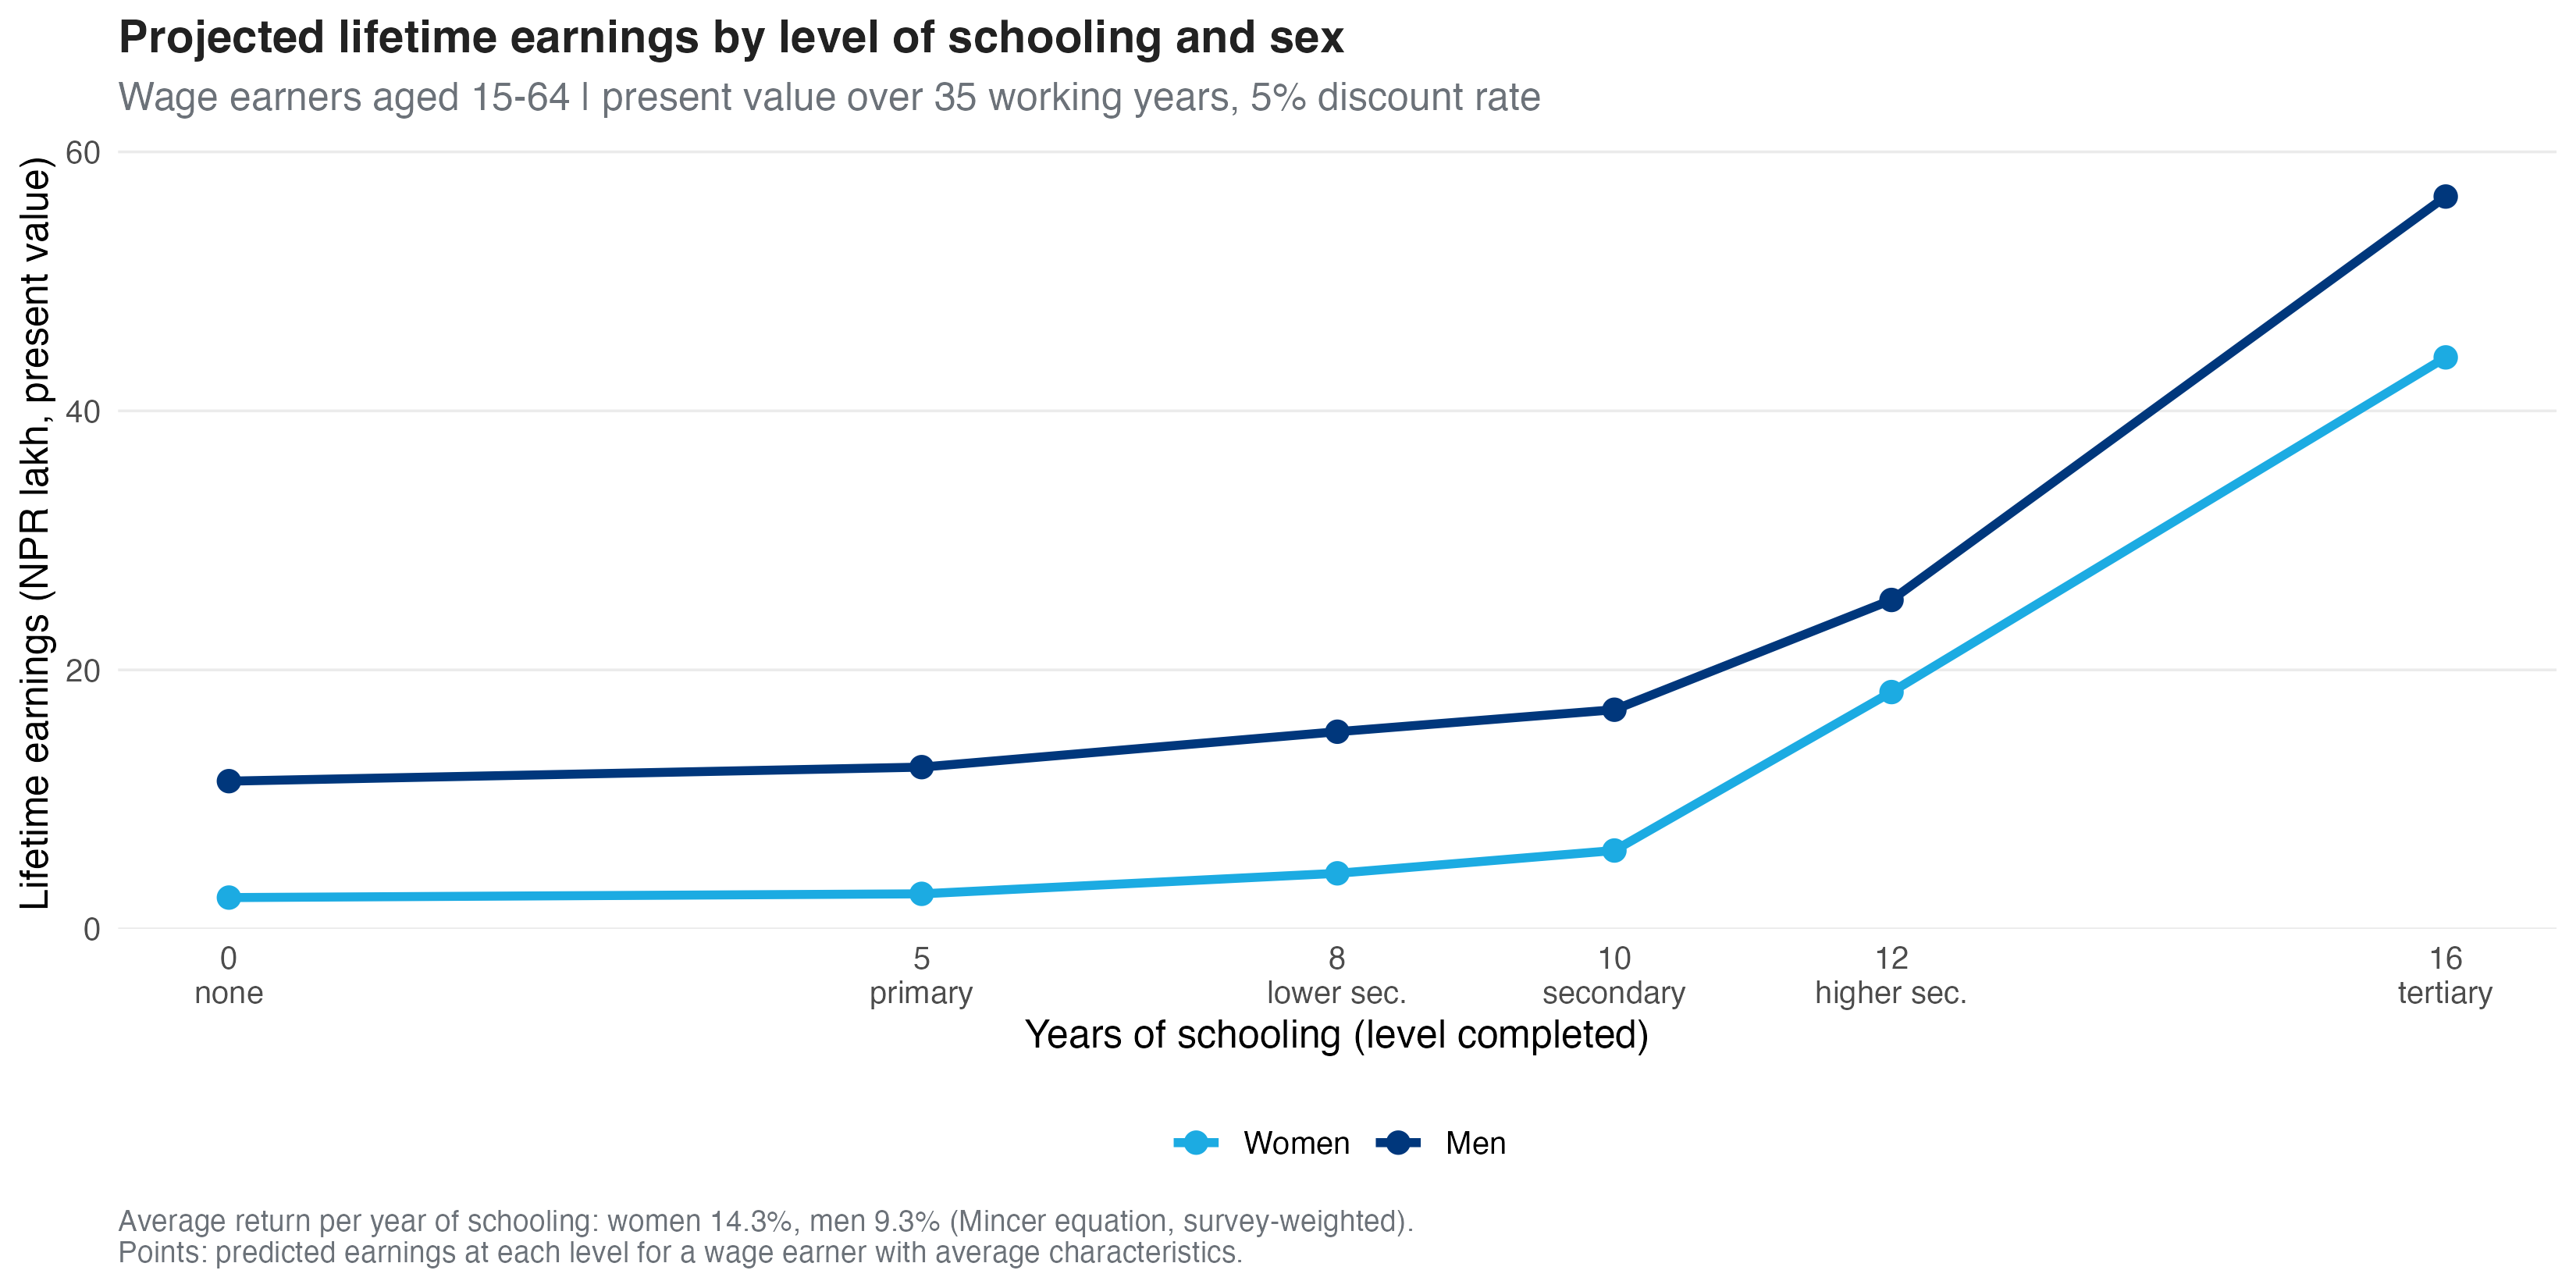 Projected lifetime earnings by level of schooling and sex
Wage earners aged 15-64 | present value over 35 working years, 5% discount rate
Lifetime earnings (NPR lakh, present value)
60
40
20
0
0 5 8 10 12 16
none primary lower sec. secondary higher sec. tertiary
Years of schooling (level completed)
Women Men
Average return per year of schooling: women 14.3%, men 9.3% (Mincer equation, survey-weighted).
Points: predicted earnings at each level for a wage earner with average characteristics.